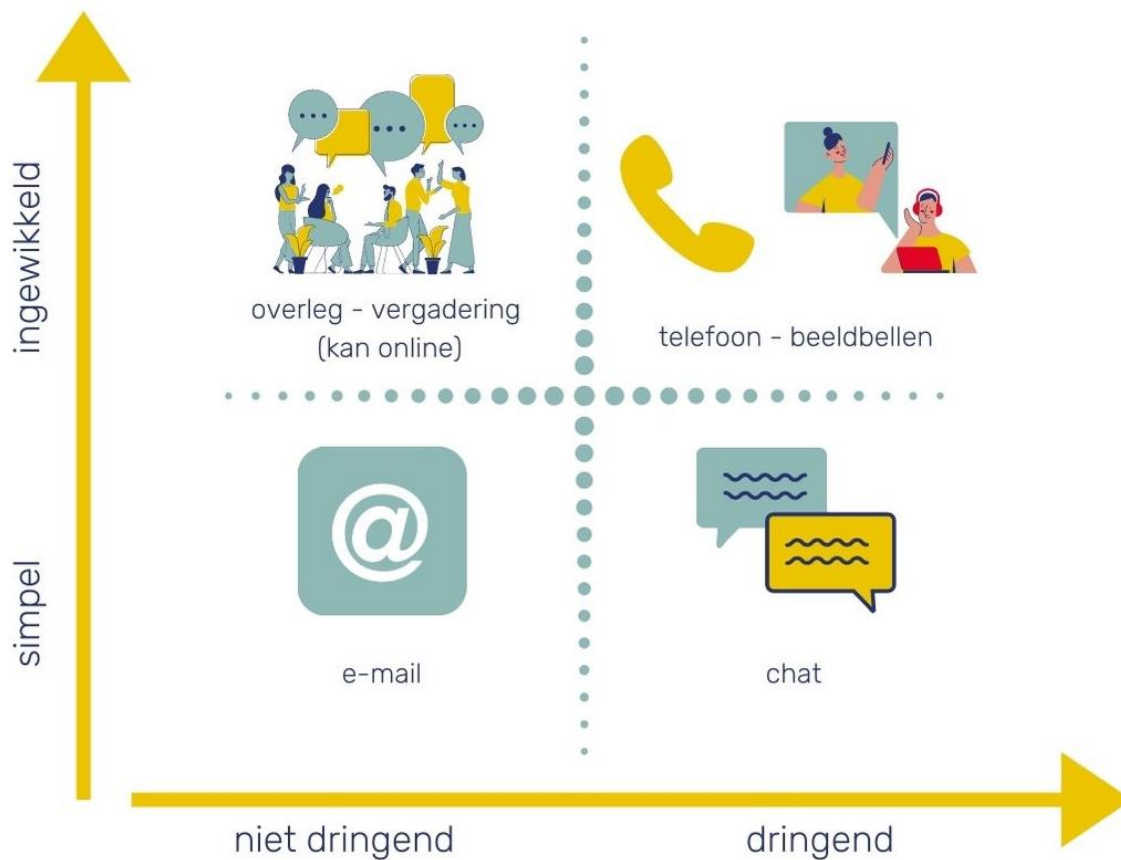 ingewikkeld
overleg - vergadering
(kan online)
telefoon - beeldbellen
simpel
@
e-mail
chat
niet dringend
dringend